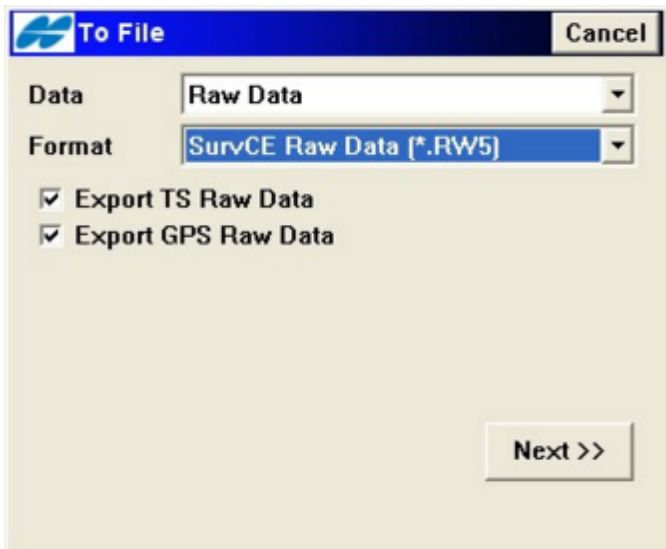 To File Cancel
Data Raw Data
Format SurvCE Raw Data (*.RW5)
Export TS Raw Data
Export GPS Raw Data
Next >>